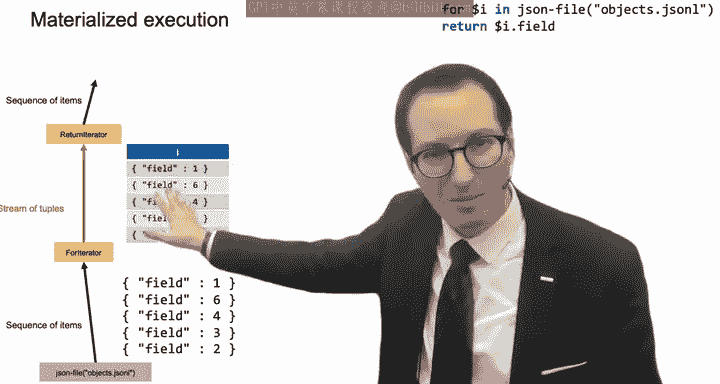 Materialized execution
for $i in json-file("objects.jsonl")
return $i.field
Sequence of items
ReturnIterator
{ "field" : 1 }
{ "field" : 6 }
4 }
Stream of tuples
ForIterator
{ "field" : 1 }
{ "field" : 6 }
{ "field" : 4 }
{ "field" : 3 }
{ "field" : 2 }
Sequence of items
json-file("objects.jsonl")